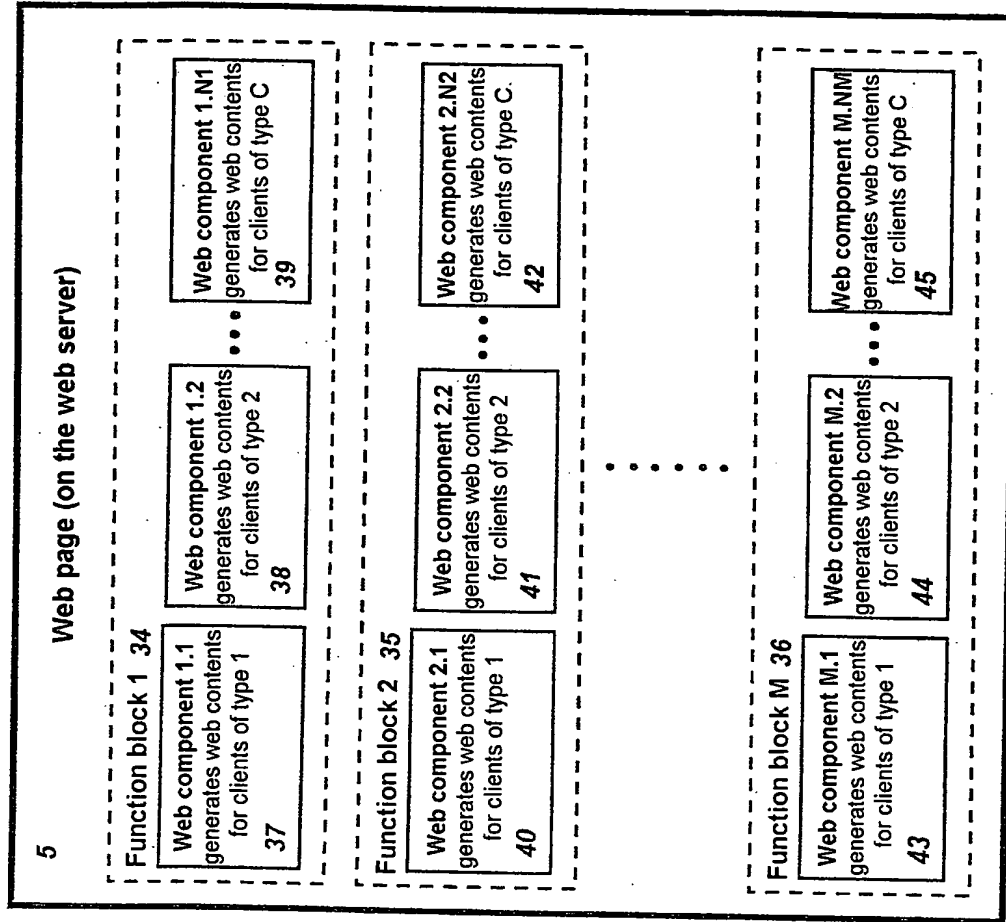 5
Web page (on the web server)
Function block 1 34
Web component 1.1
generates web contents
for clients of type 1
37
Web component 1.2
generates web contents
for clients of type 2
38
Web component 1.N1
generates web contents
for clients of type C
39
Function block 2 35
Web component 2.1
generates web contents
for clients of type 1
40
Web component 2.2
generates web contents
for clients of type 2
41
Web component 2.N2
generates web contents
for clients of type C.
42
Function block M 36
Web component M.1
generates web contents
for clients of type 1
43
Web component M.2
generates web contents
for clients of type 2
44
Web component M.NM
generates web contents
for clients of type C
45